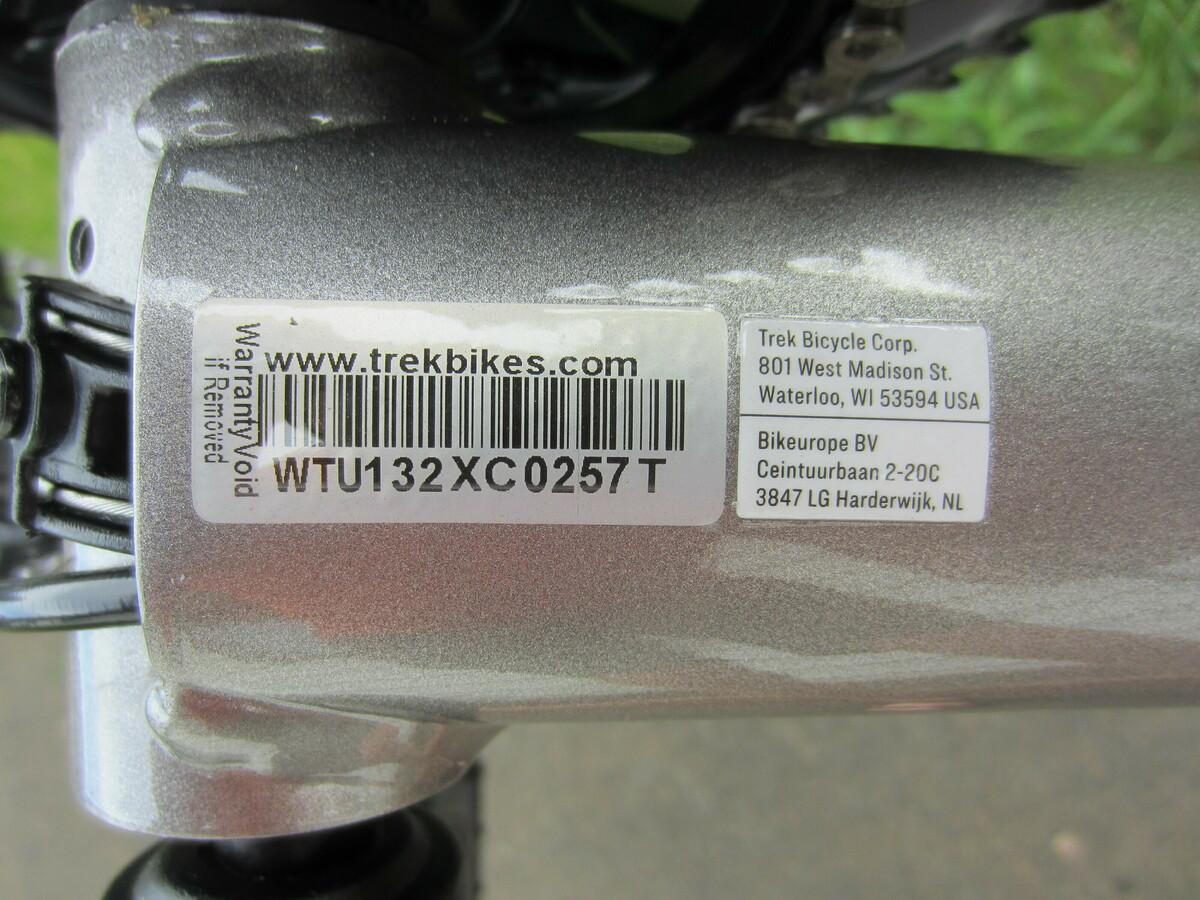 Warranty Void
if Removed
www.trekbikes.com
WTU132XC0257T
Trek Bicycle Corp.
801 West Madison St.
Waterloo, WI 53594 USA
Bikeurope BV
Ceintuurbaan 2-20C
3847 LG Harderwijk, NL